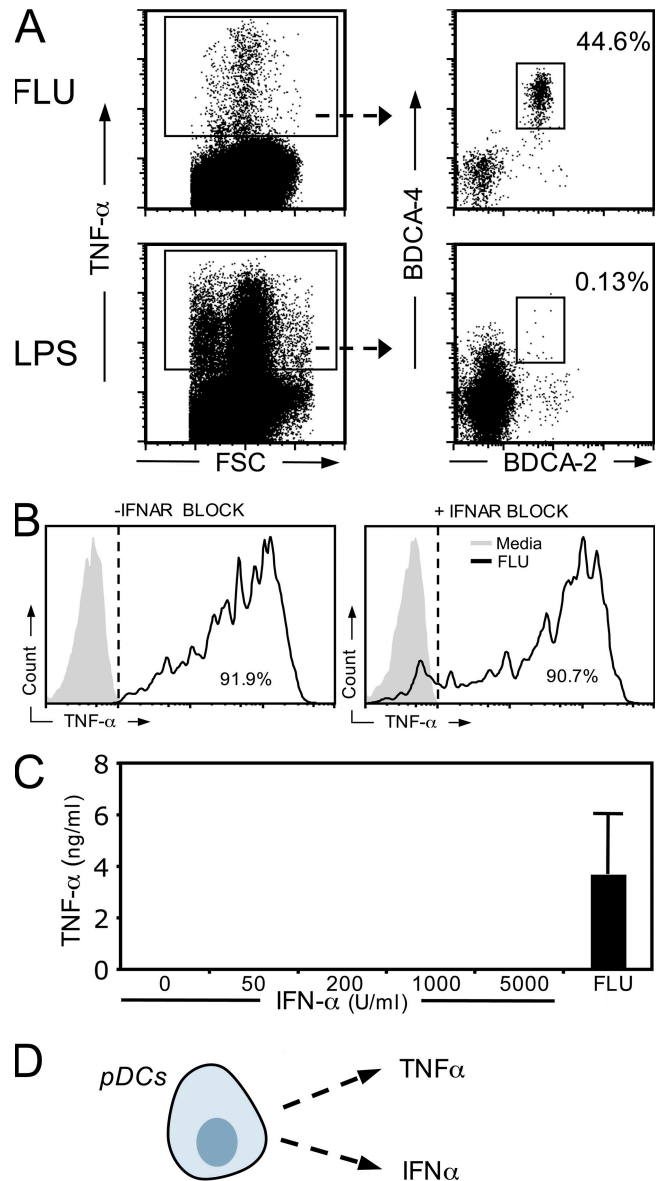 A
FLU
TNF-α
44.6%
BDCA-4
LPS
0.13%
FSC
BDCA-2
B
-IFNAR BLOCK
+ IFNAR BLOCK
Media
FLU
Count
91.9%
TNF-α
Count
90.7%
TNF-α
C
TNF-α (ng/ml)
8
6
4
2
0
0 50 200 1000 5000 FLU
IFN-α (U/ml)
D
pDCs
TNFα
IFNα